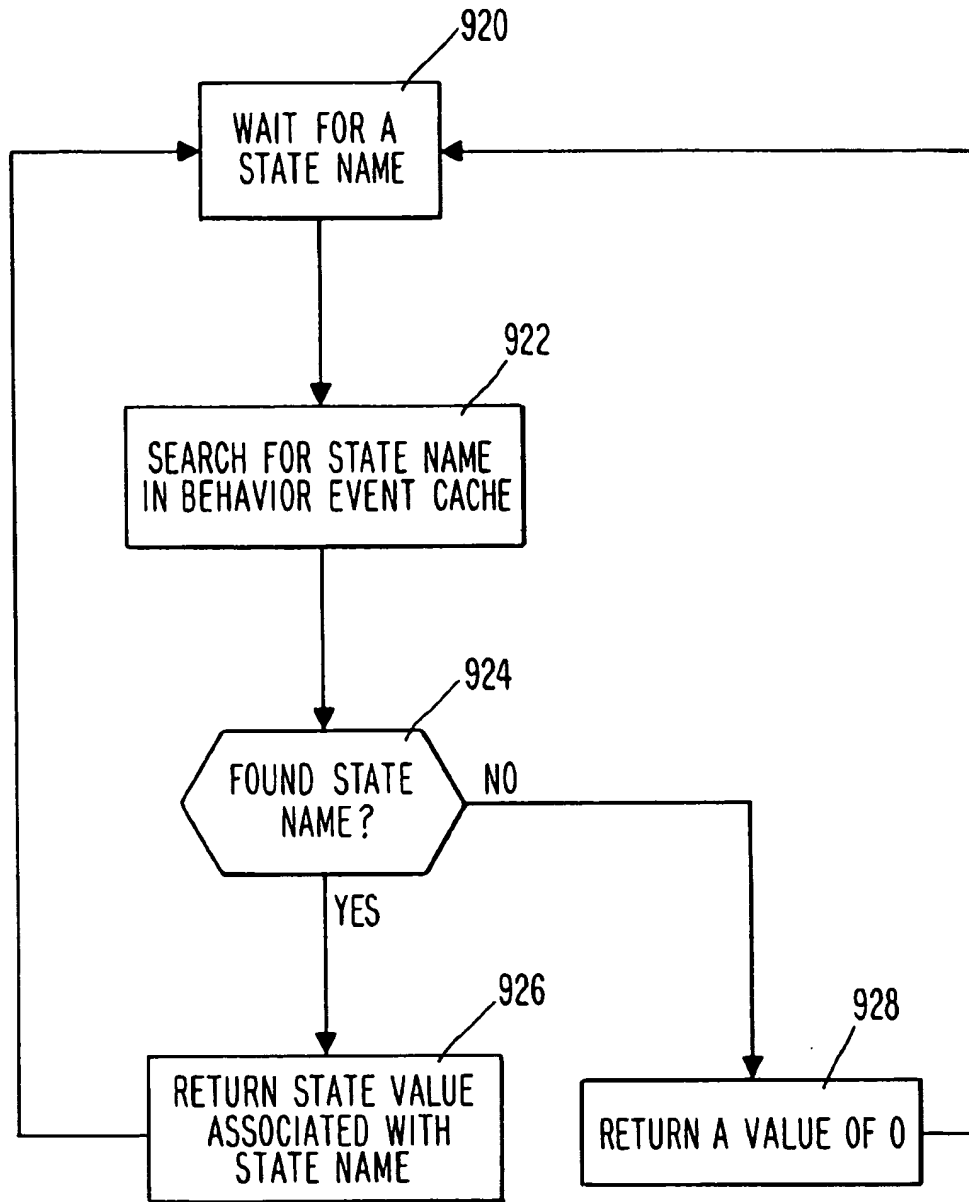 920
WAIT FOR A
STATE NAME
922
SEARCH FOR STATE NAME
IN BEHAVIOR EVENT CACHE
924
FOUND STATE
NAME?
NO
YES
926
RETURN STATE VALUE
ASSOCIATED WITH
STATE NAME
928
RETURN A VALUE OF 0